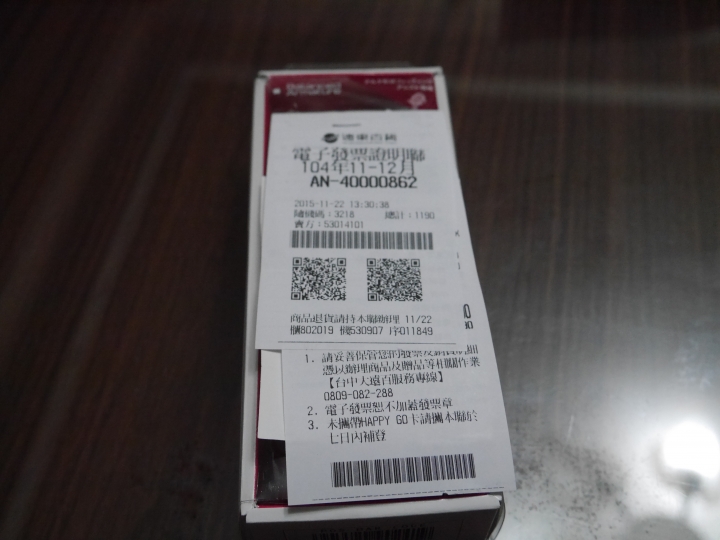 Balanced
Armature
遠東百貨
電子發票證明聯
104年11-12月
AN-40000862
2015-11-22 13:30:38
隨機碼:3218 總計:1190
賣方:53014101
商品退貨請持本聯辦理 11/22
櫃802019 機530907 序011849
1. 請妥善保管您的發票及銷貨明細
憑以辦理商品及贈品等相關作業
【台中大遠百服務專線】
0809-082-288
2. 電子發票恕不加蓋發票章
3. 未攜帶HAPPY GO卡請攜本聯於
七日內補登